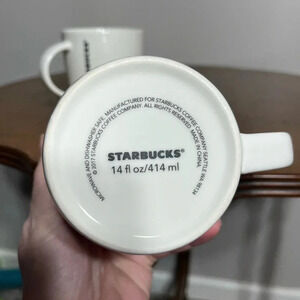 MICROWAVE AND DISHWASHER SAFE. MANUFACTURED FOR STARBUCKS COFFEE COMPANY, SEATTLE, WA 98134
© 2017 STARBUCKS COFFEE COMPANY. ALL RIGHTS RESERVED. MADE IN CHINA.
STARBUCKS®
14 fl oz/414 ml